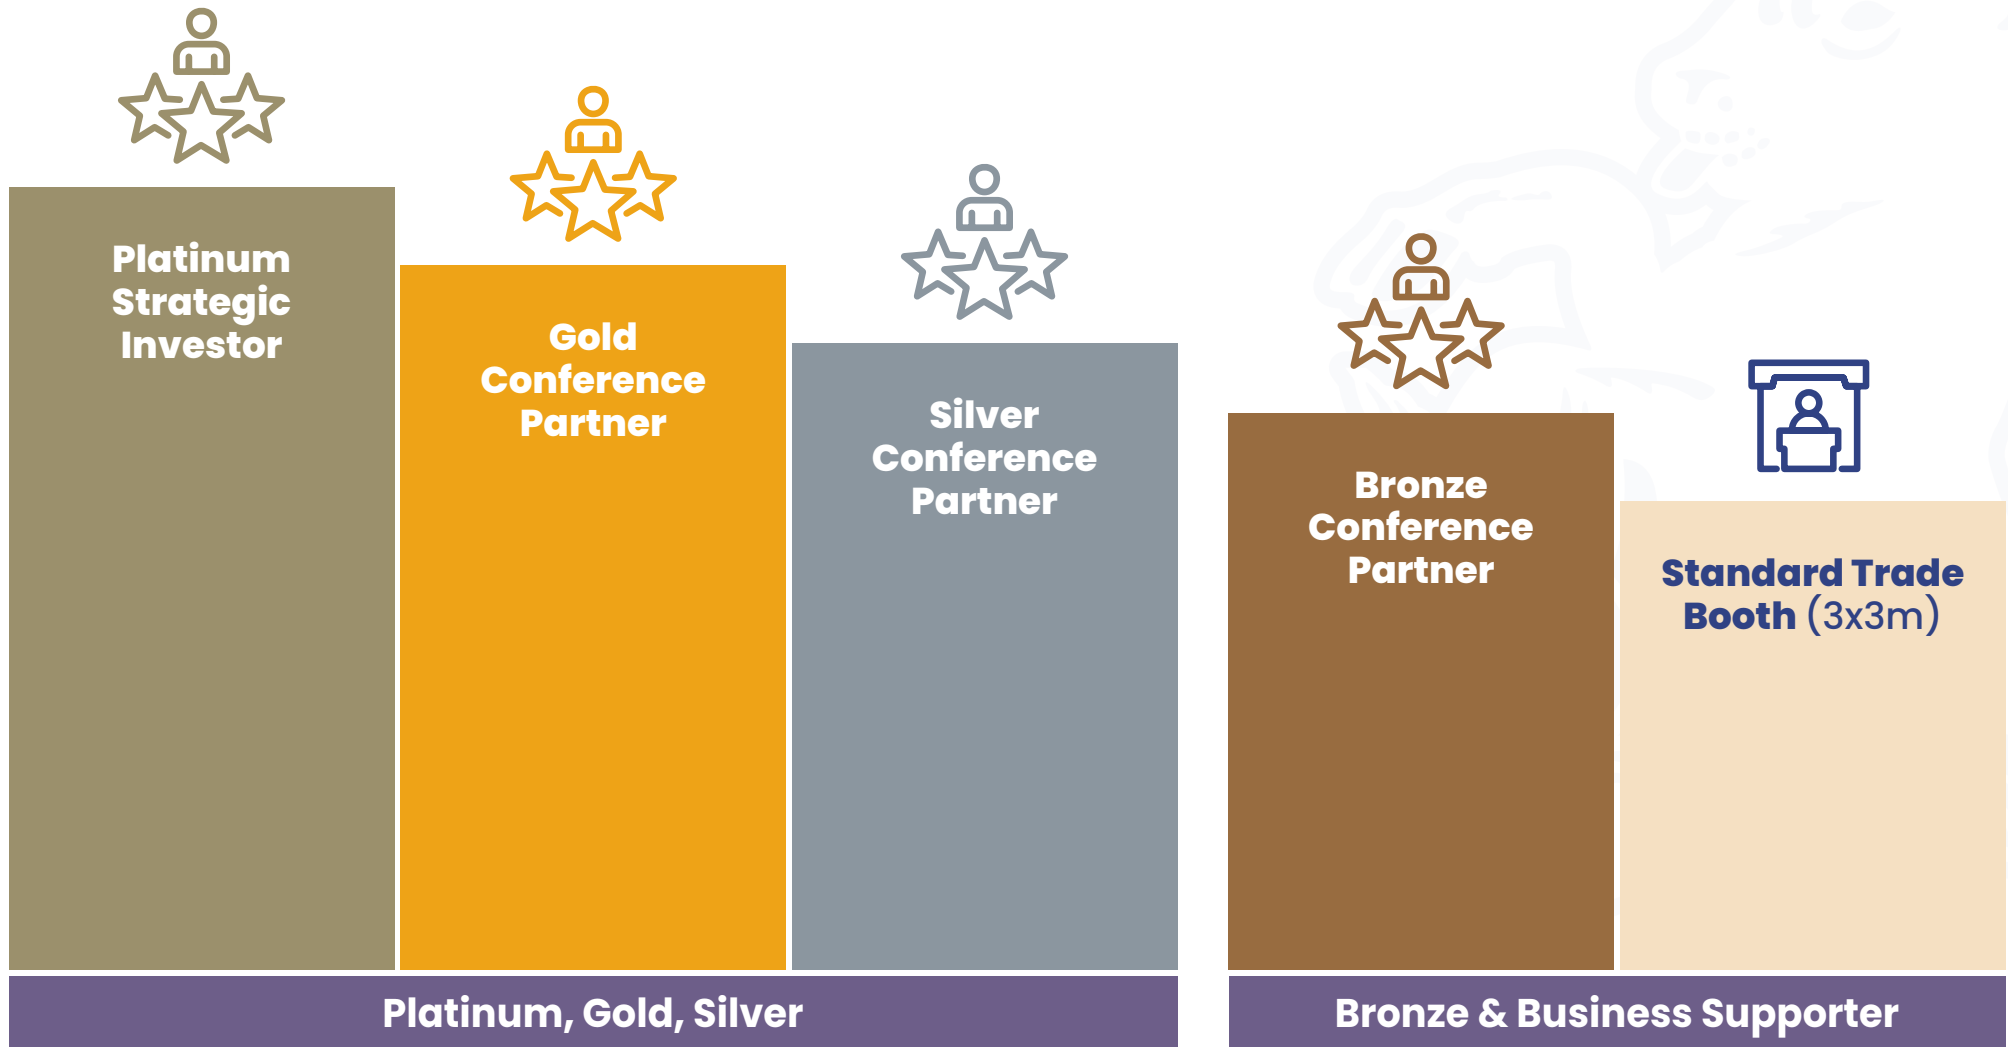 Platinum
Strategic
Investor
Gold
Conference
Partner
Silver
Conference
Partner
Bronze
Conference
Partner
Standard Trade
Booth (3x3m)
Platinum, Gold, Silver
Bronze & Business Supporter